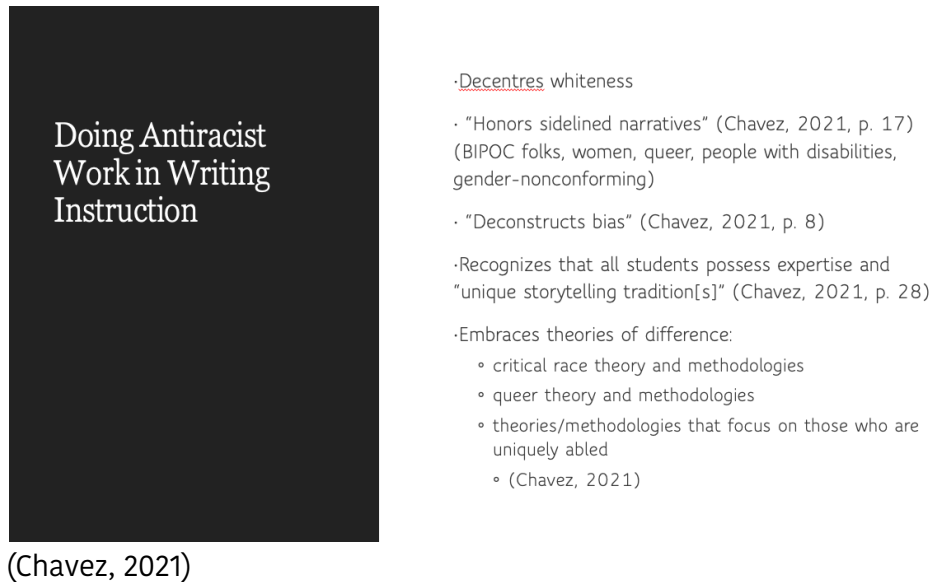 Doing Antiracist
Work in Writing
Instruction
·Decentres whiteness
· "Honors sidelined narratives" (Chavez, 2021, p. 17)
(BIPOC folks, women, queer, people with disabilities,
gender-nonconforming)
· "Deconstructs bias" (Chavez, 2021, p. 8)
·Recognizes that all students possess expertise and
"unique storytelling tradition[s]" (Chavez, 2021, p. 28)
·Embraces theories of difference:
∘ critical race theory and methodologies
∘ queer theory and methodologies
∘ theories/methodologies that focus on those who are
uniquely abled
∘ (Chavez, 2021)
(Chavez, 2021)